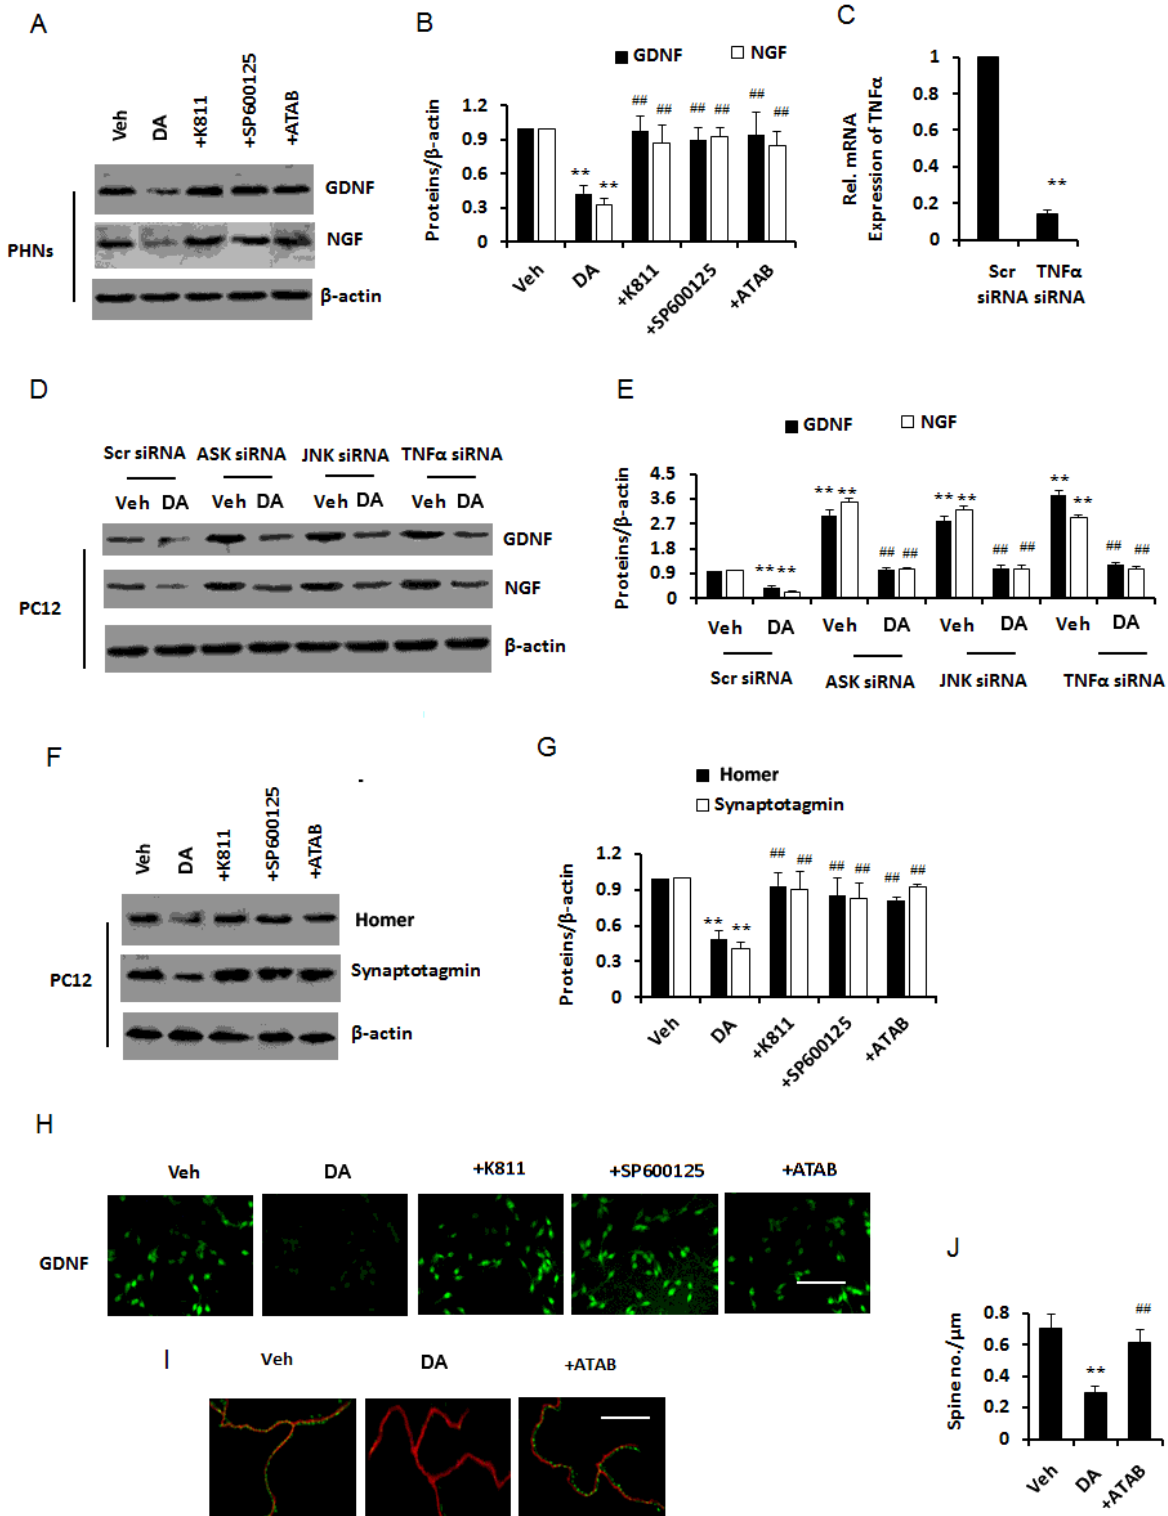 A
Veh
DA
+K811
+SP600125
+ATAB
GDNF
NGF
β-actin
PHNs
B
GDNF NGF
Proteins/β-actin
1.2
0.9
0.6
0.3
0
** **
## ##
## ##
## ##
Veh
DA
+K811
+SP600125
+ATAB
C
Rel. mRNA
Expression of TNFα
1
0.8
0.6
0.4
0.2
0
**
Scr TNFα
siRNA siRNA
D
Scr siRNA ASK siRNA JNK siRNA TNFα siRNA
Veh DA Veh DA Veh DA Veh DA
GDNF
NGF
β-actin
PC12
E
GDNF NGF
Proteins/β-actin
4.5
3.6
2.7
1.8
0.9
0
** **
** **
## ##
** **
## ##
** **
## ##
Veh DA Veh DA Veh DA Veh DA
Scr siRNA ASK siRNA JNK siRNA TNFα siRNA
F
Veh
DA
+K811
+SP600125
+ATAB
Homer
Synaptotagmin
β-actin
PC12
G
Homer
Synaptotagmin
Proteins/β-actin
1.2
0.9
0.6
0.3
0
** **
## ##
## ##
## ##
Veh
DA
+K811
+SP600125
+ATAB
H
Veh DA +K811 +SP600125 +ATAB
GDNF
I
Veh DA +ATAB
J
Spine no./μm
0.8
0.6
0.4
0.2
0
**
##
Veh
DA
+ATAB